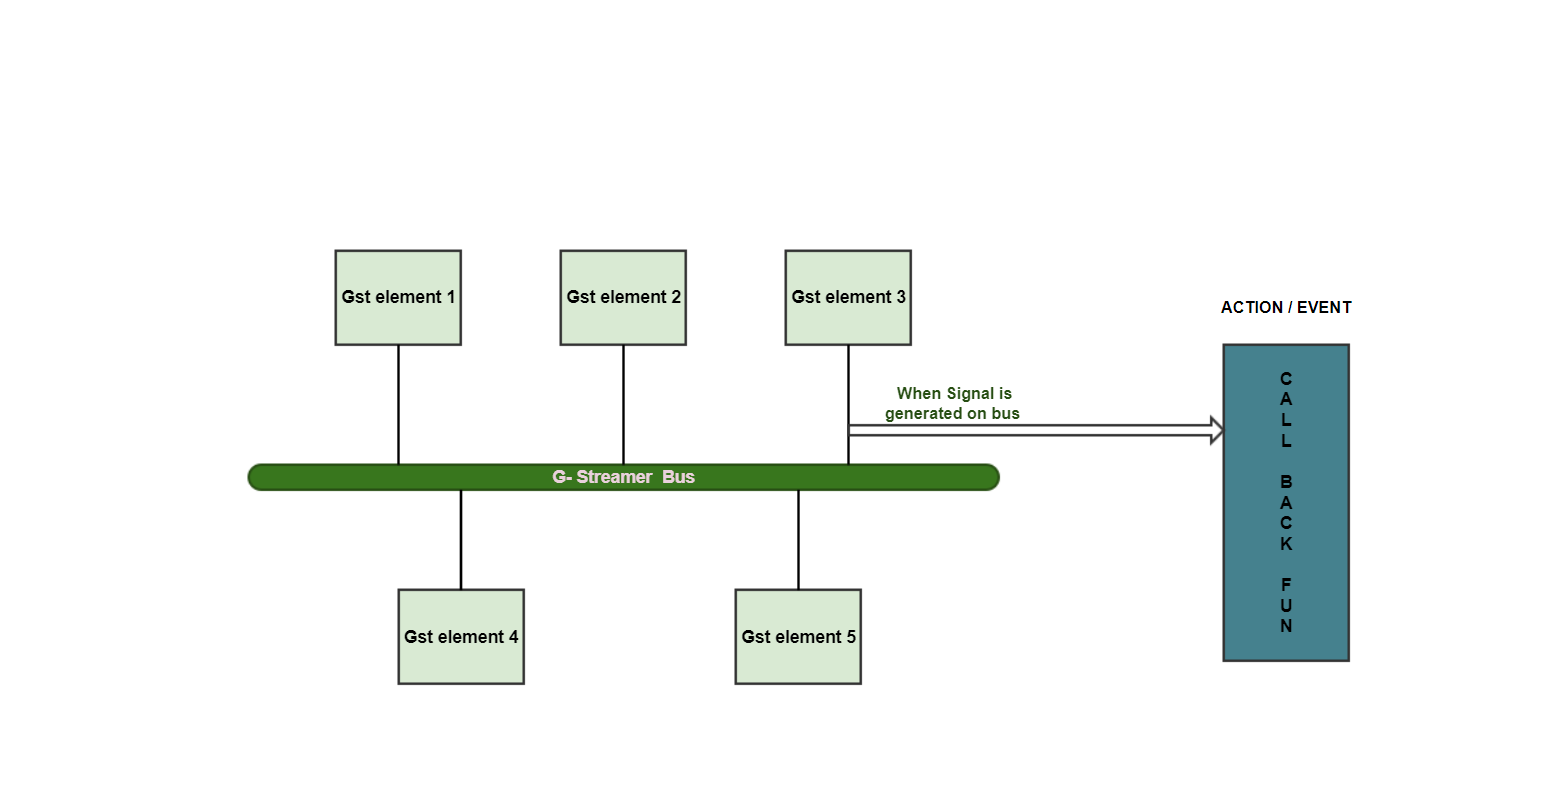 Gst element 1
Gst element 2
Gst element 3
ACTION / EVENT
When Signal is
generated on bus
C
A
L
L
B
A
C
K
F
U
N
G- Streamer  Bus
Gst element 4
Gst element 5